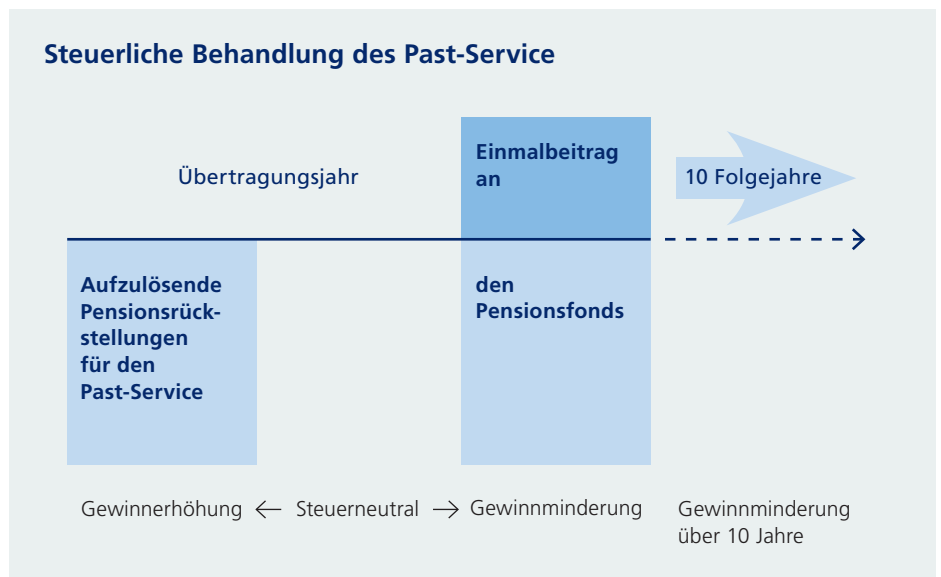 Steuerliche Behandlung des Past-Service
Übertragungsjahr
Einmalbeitrag
an
10 Folgejahre
Aufzulösende
Pensionsrück-
stellungen
für den
Past-Service
den
Pensionsfonds
Gewinnerhöhung ← Steuerneutral → Gewinnminderung
Gewinnminderung
über 10 Jahre